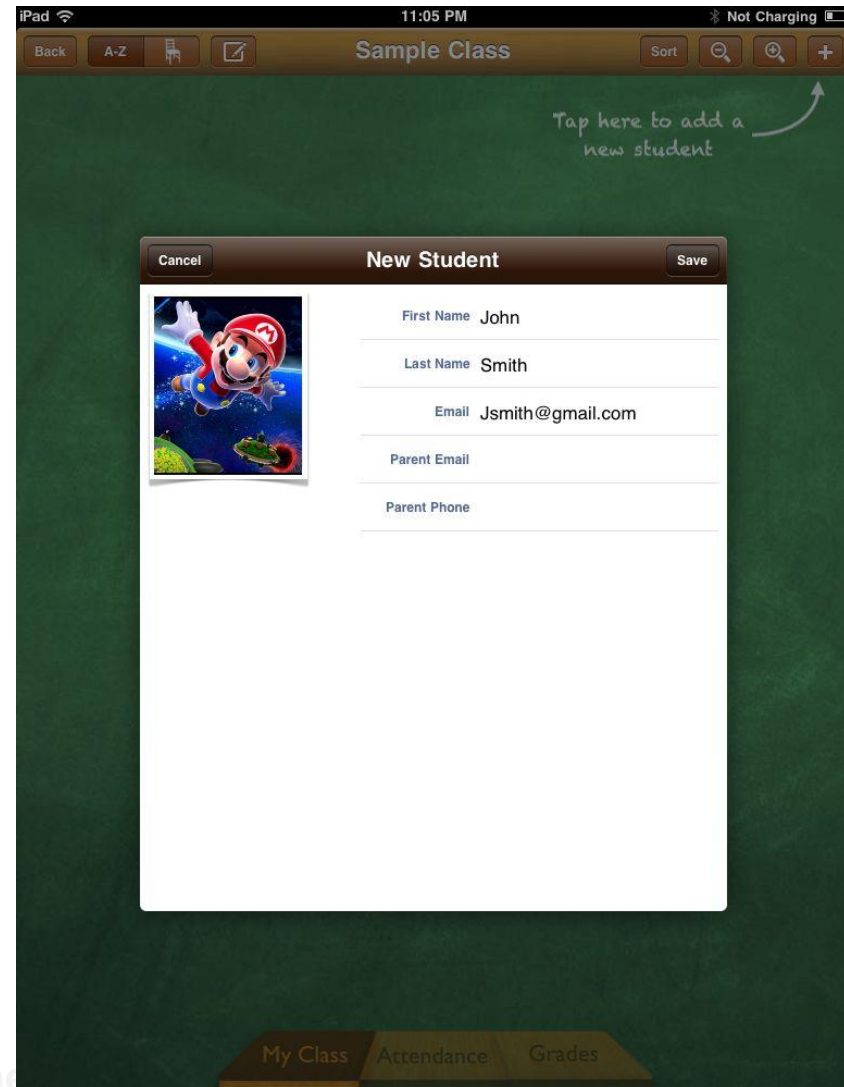 iPad 11:05 PM Not Charging
Back A-Z Sample Class Sort
Tap here to add a
new student
Cancel New Student Save
First Name John
Last Name Smith
Email Jsmith@gmail.com
Parent Email
Parent Phone
My Class Attendance Grades